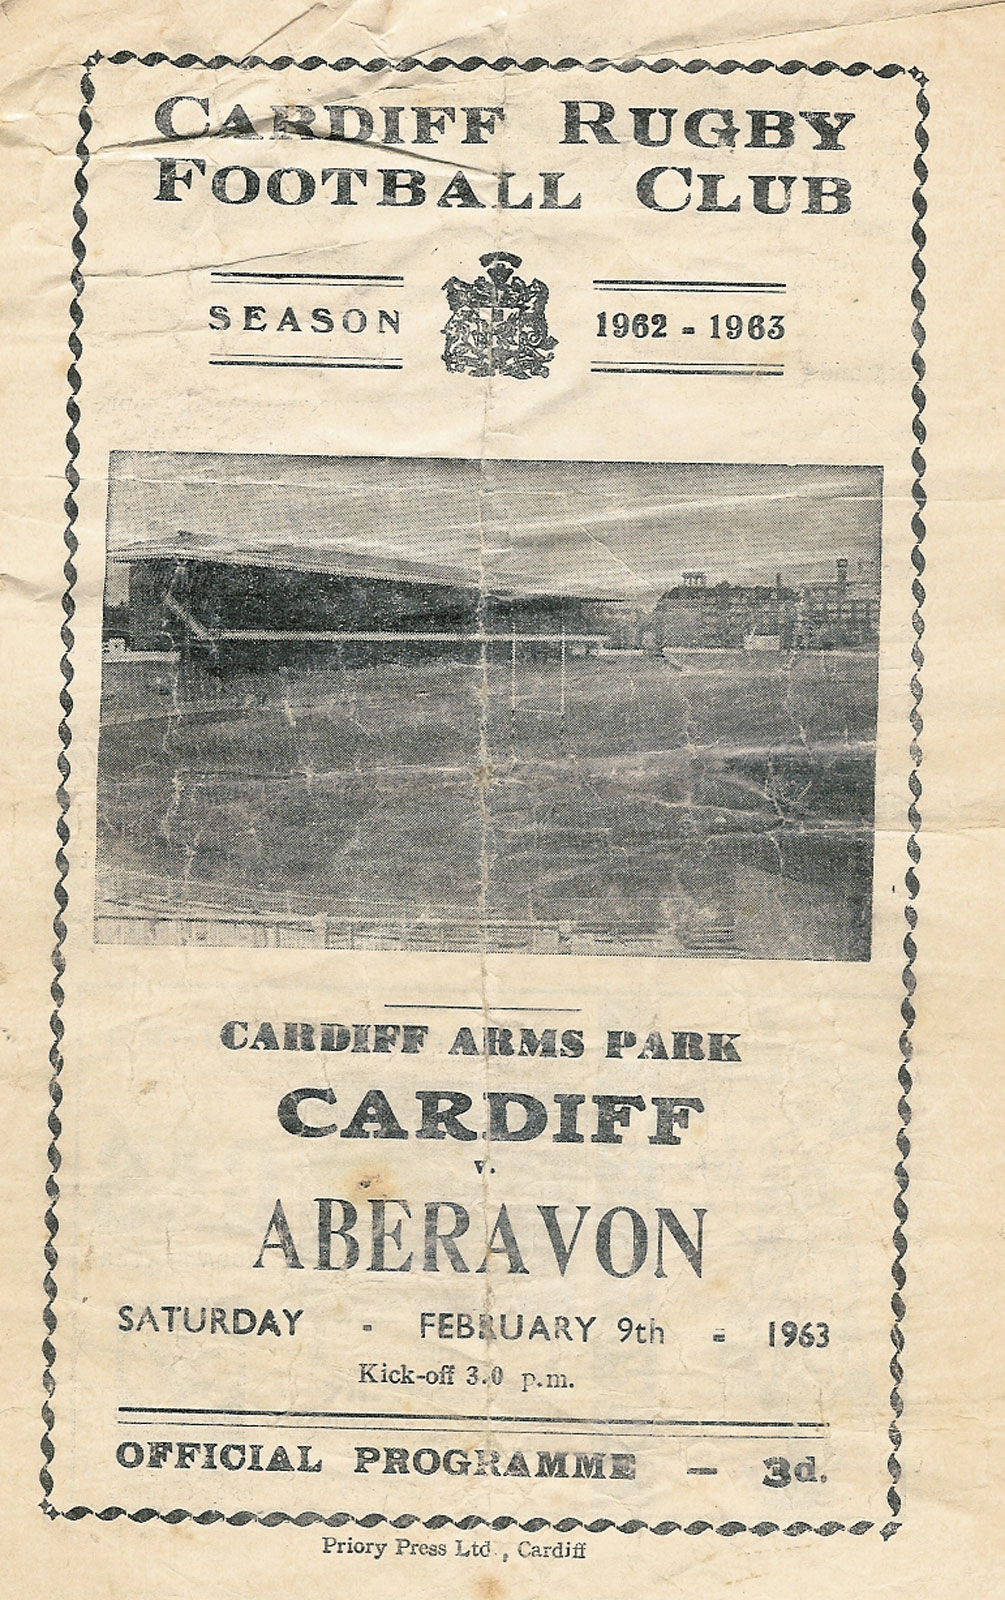 CARDIFF RUGBY
FOOTBALL CLUB
SEASON 1962 - 1963
CARDIFF ARMS PARK
CARDIFF
v.
ABERAVON
SATURDAY - FEBRUARY 9th - 1963
Kick-off 3.0 p.m.
OFFICIAL PROGRAMME — 3d.
Priory Press Ltd., Cardiff